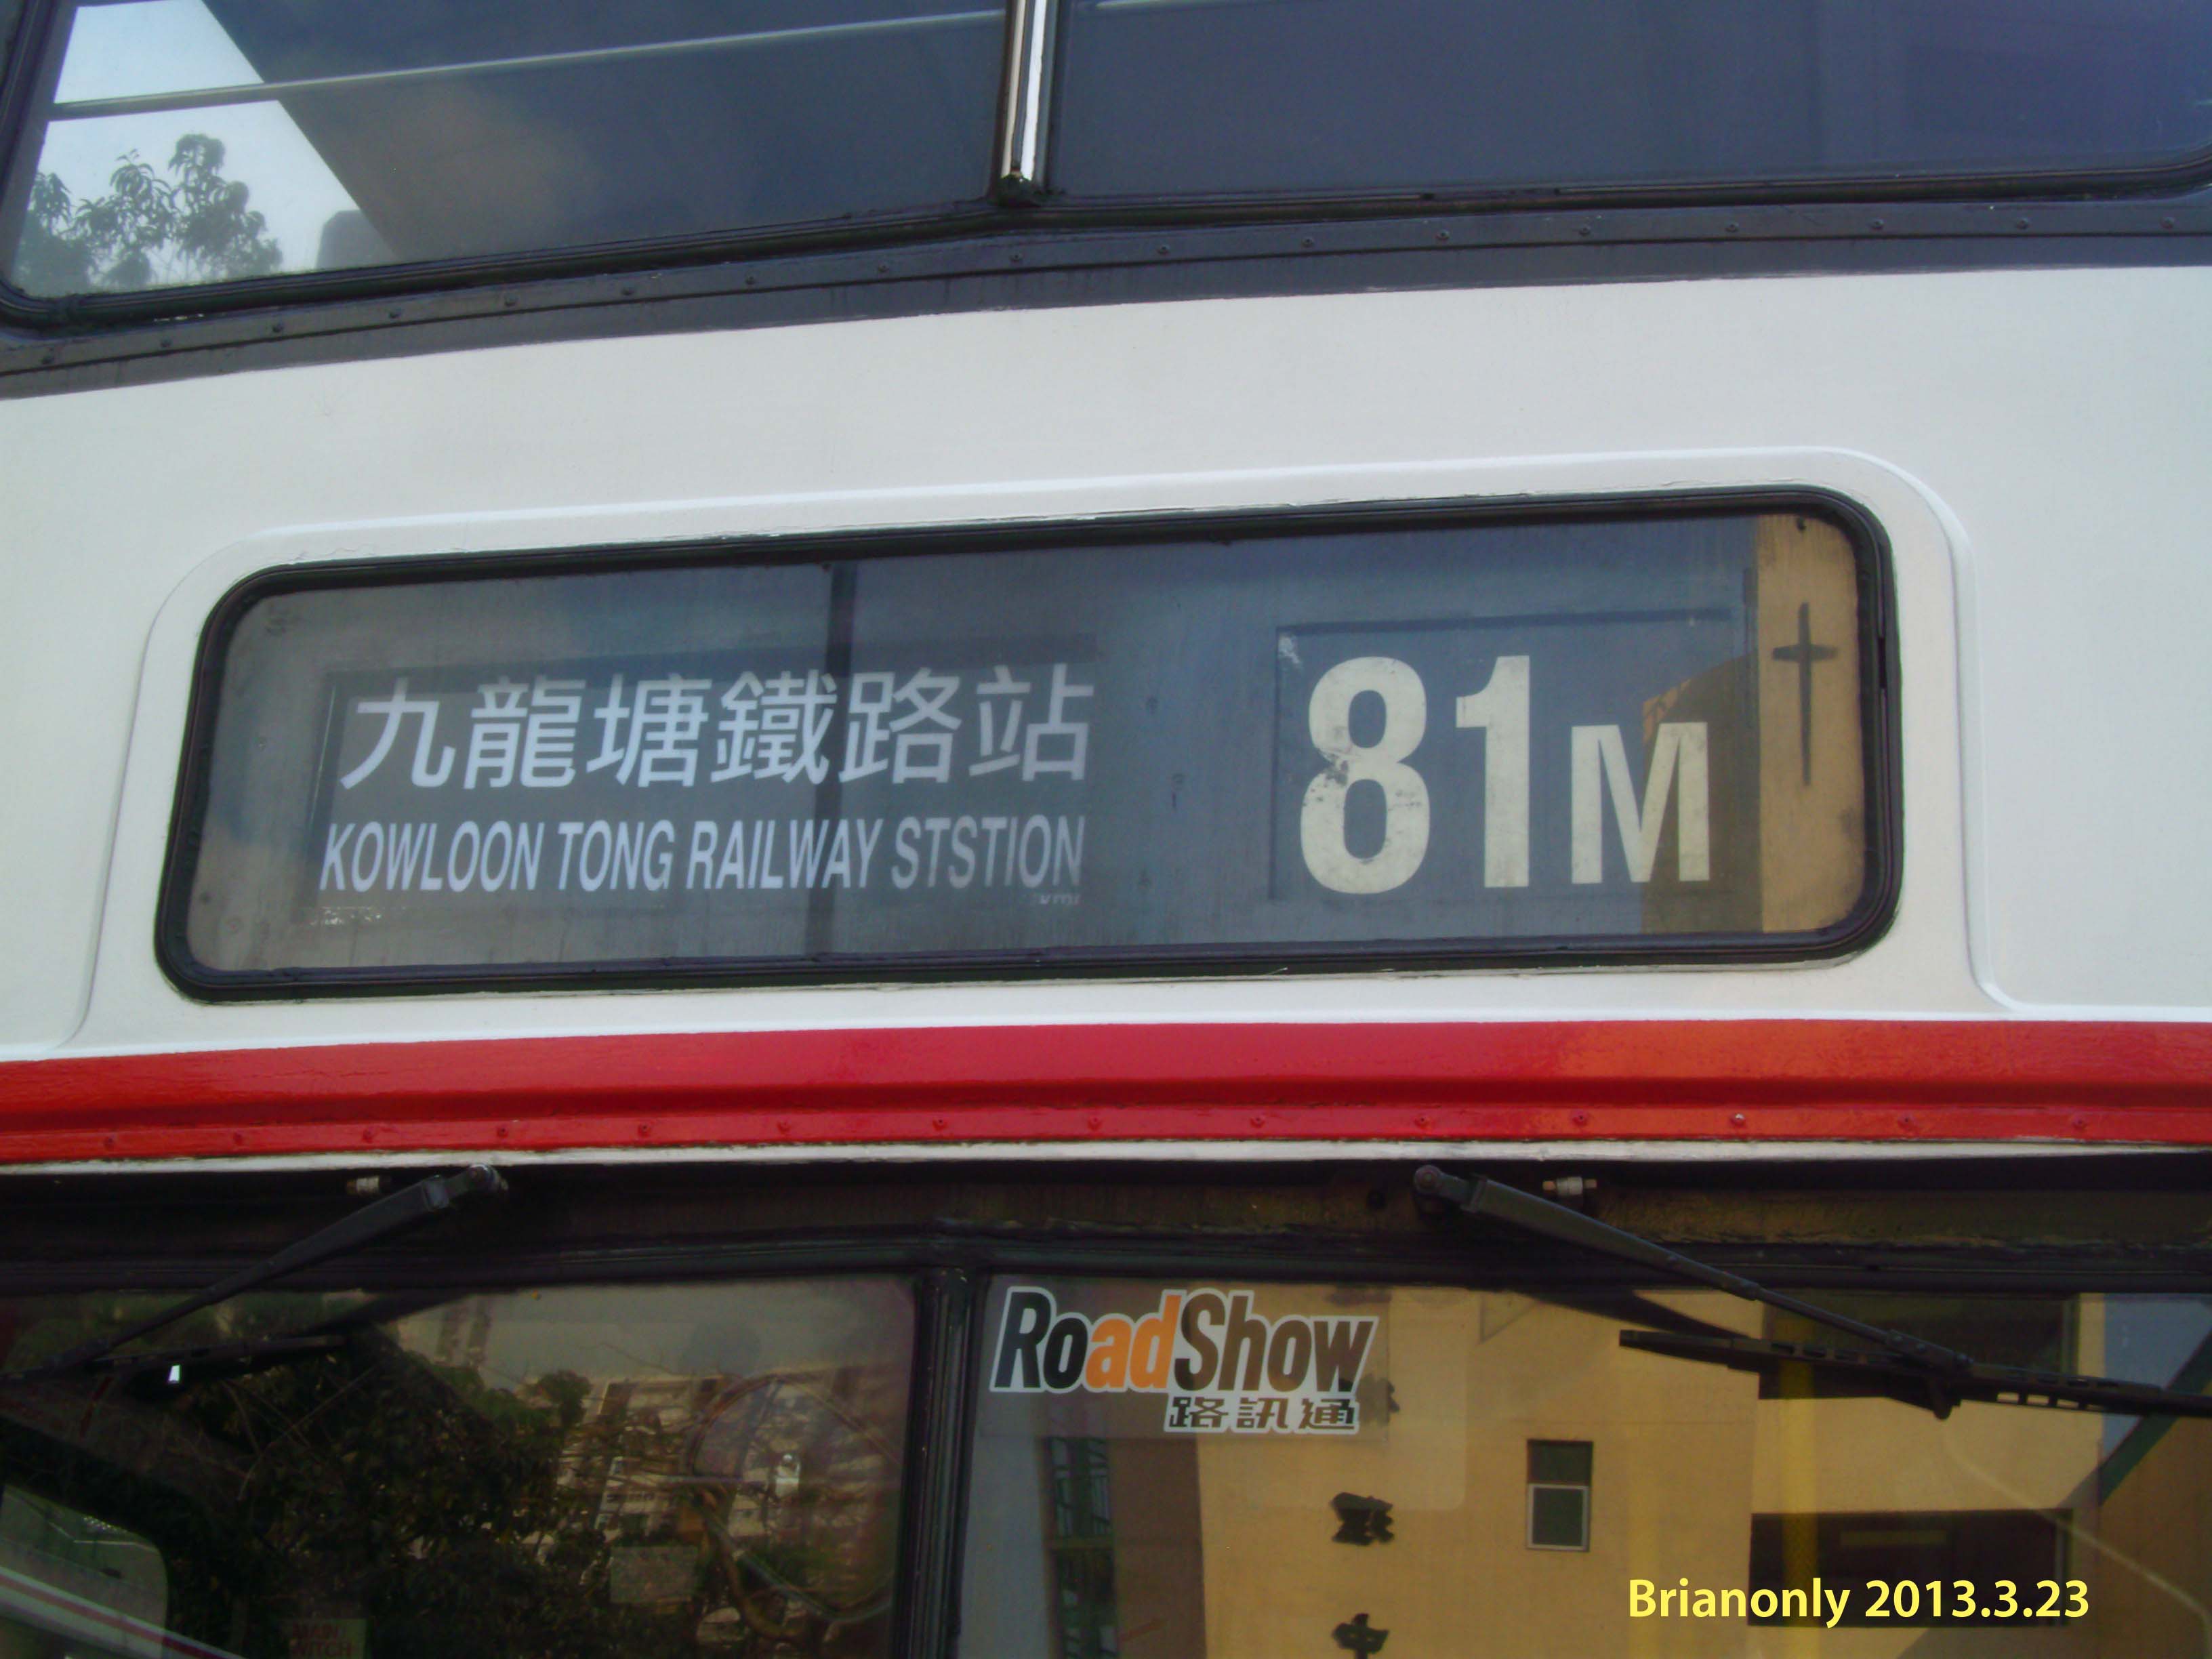 九龍塘鐵路站
KOWLOON TONG RAILWAY STSTION
81M
RoadShow
路訊通
中
Brianonly 2013.3.23